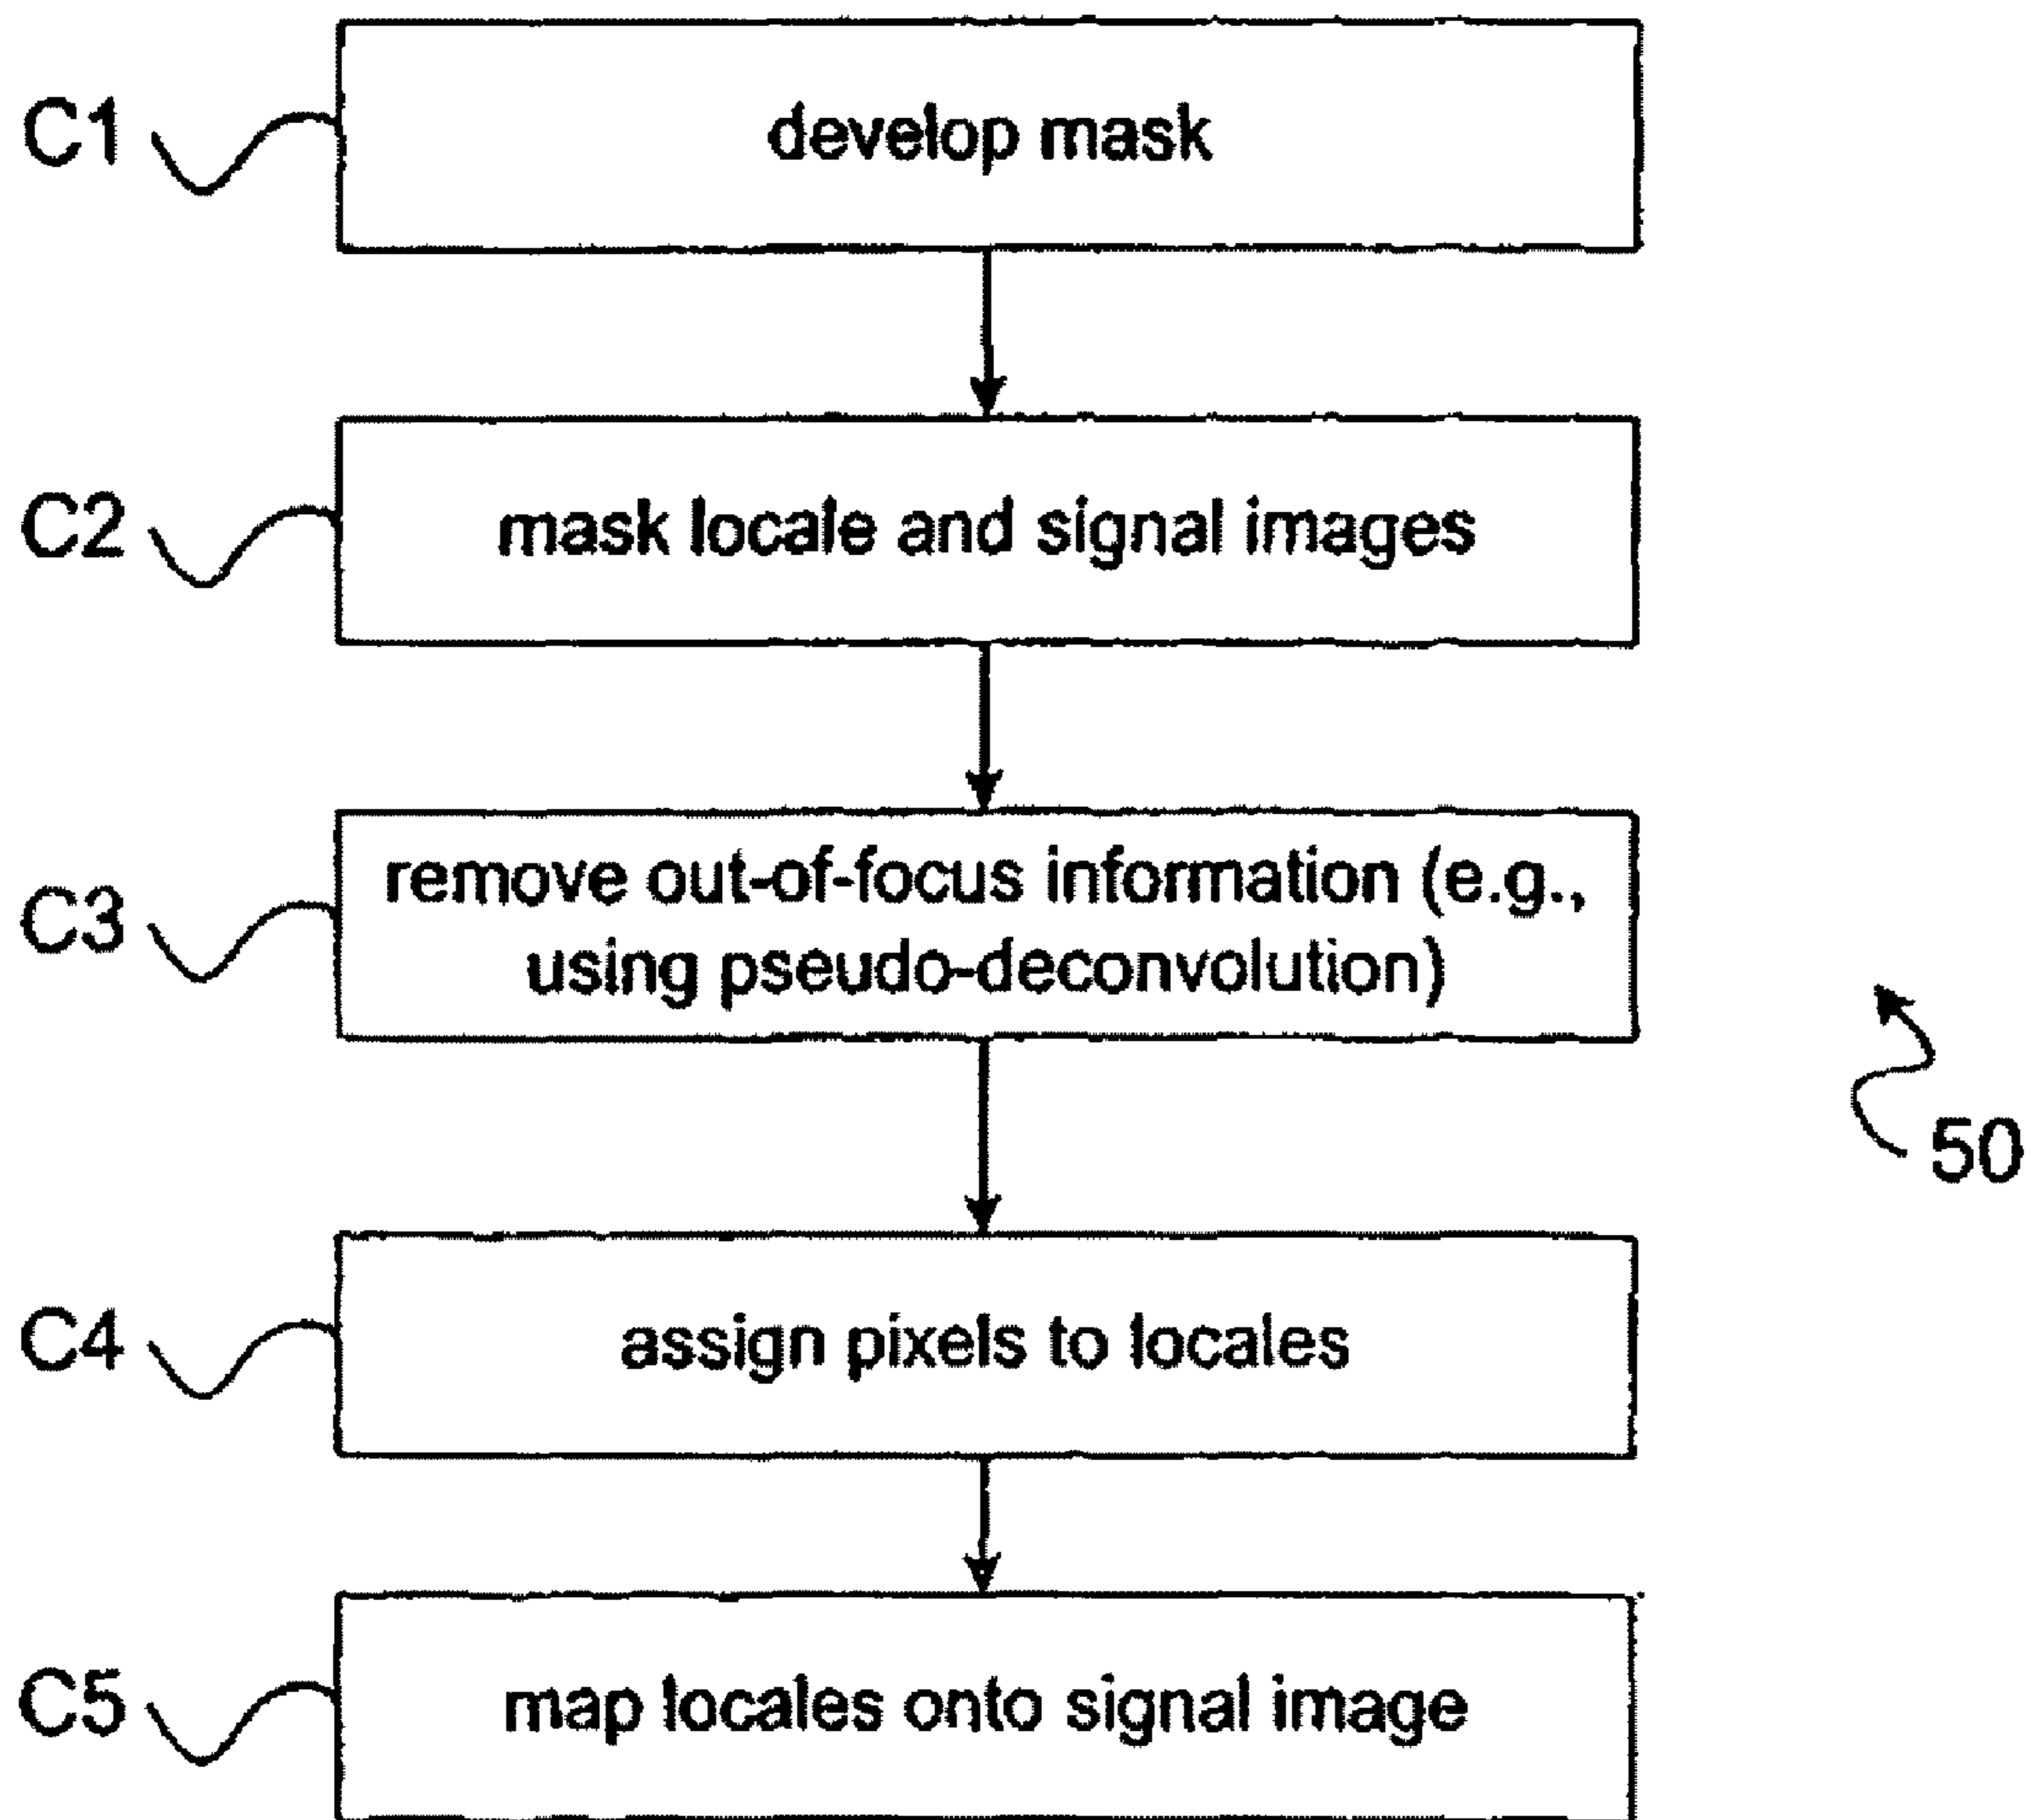 C1
develop mask
C2
mask locale and signal images
C3
remove out-of-focus information (e.g.,
using pseudo-deconvolution)
50
C4
assign pixels to locales
C5
map locales onto signal image